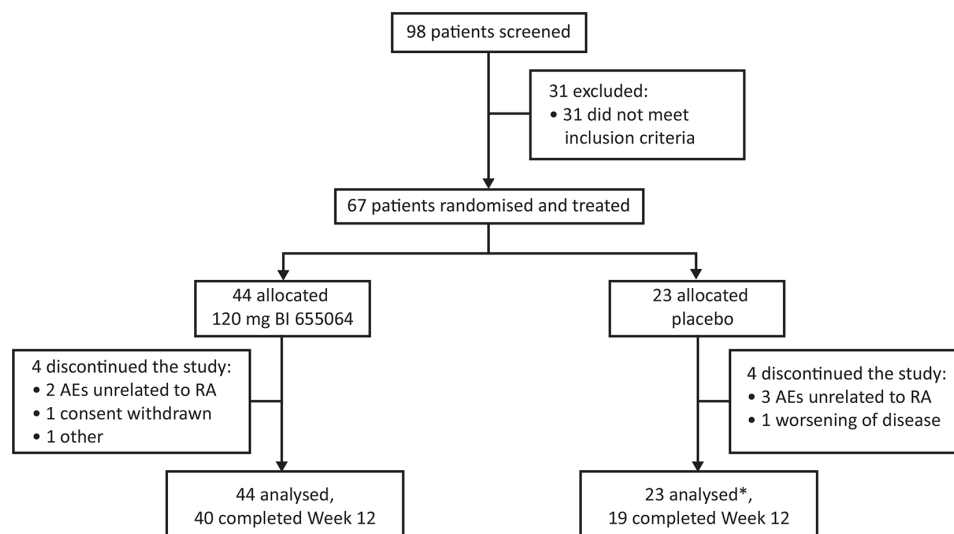 98 patients screened
31 excluded:
• 31 did not meet
inclusion criteria
67 patients randomised and treated
44 allocated
120 mg BI 655064
23 allocated
placebo
4 discontinued the study:
• 2 AEs unrelated to RA
• 1 consent withdrawn
• 1 other
4 discontinued the study:
• 3 AEs unrelated to RA
• 1 worsening of disease
44 analysed,
40 completed Week 12
23 analysed*,
19 completed Week 12